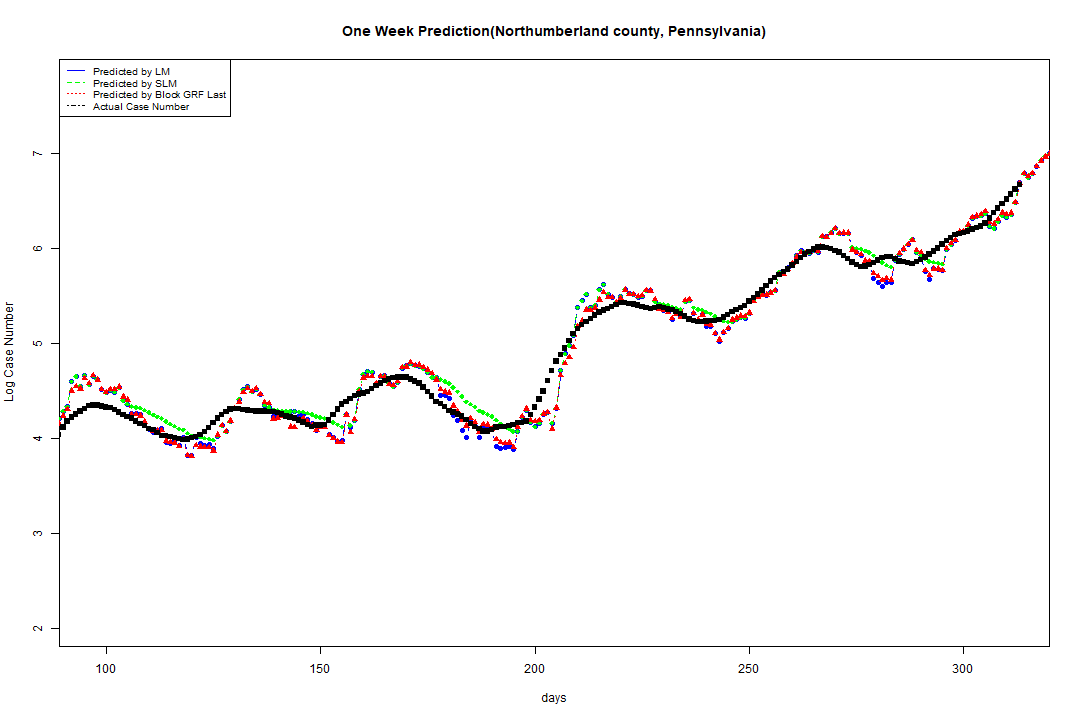 One Week Prediction(Northumberland county, Pennsylvania)
Predicted by LM
Predicted by SLM
Predicted by Block GRF Last
Actual Case Number
Log Case Number
7
6
5
4
3
2
100 150 200 250 300
days